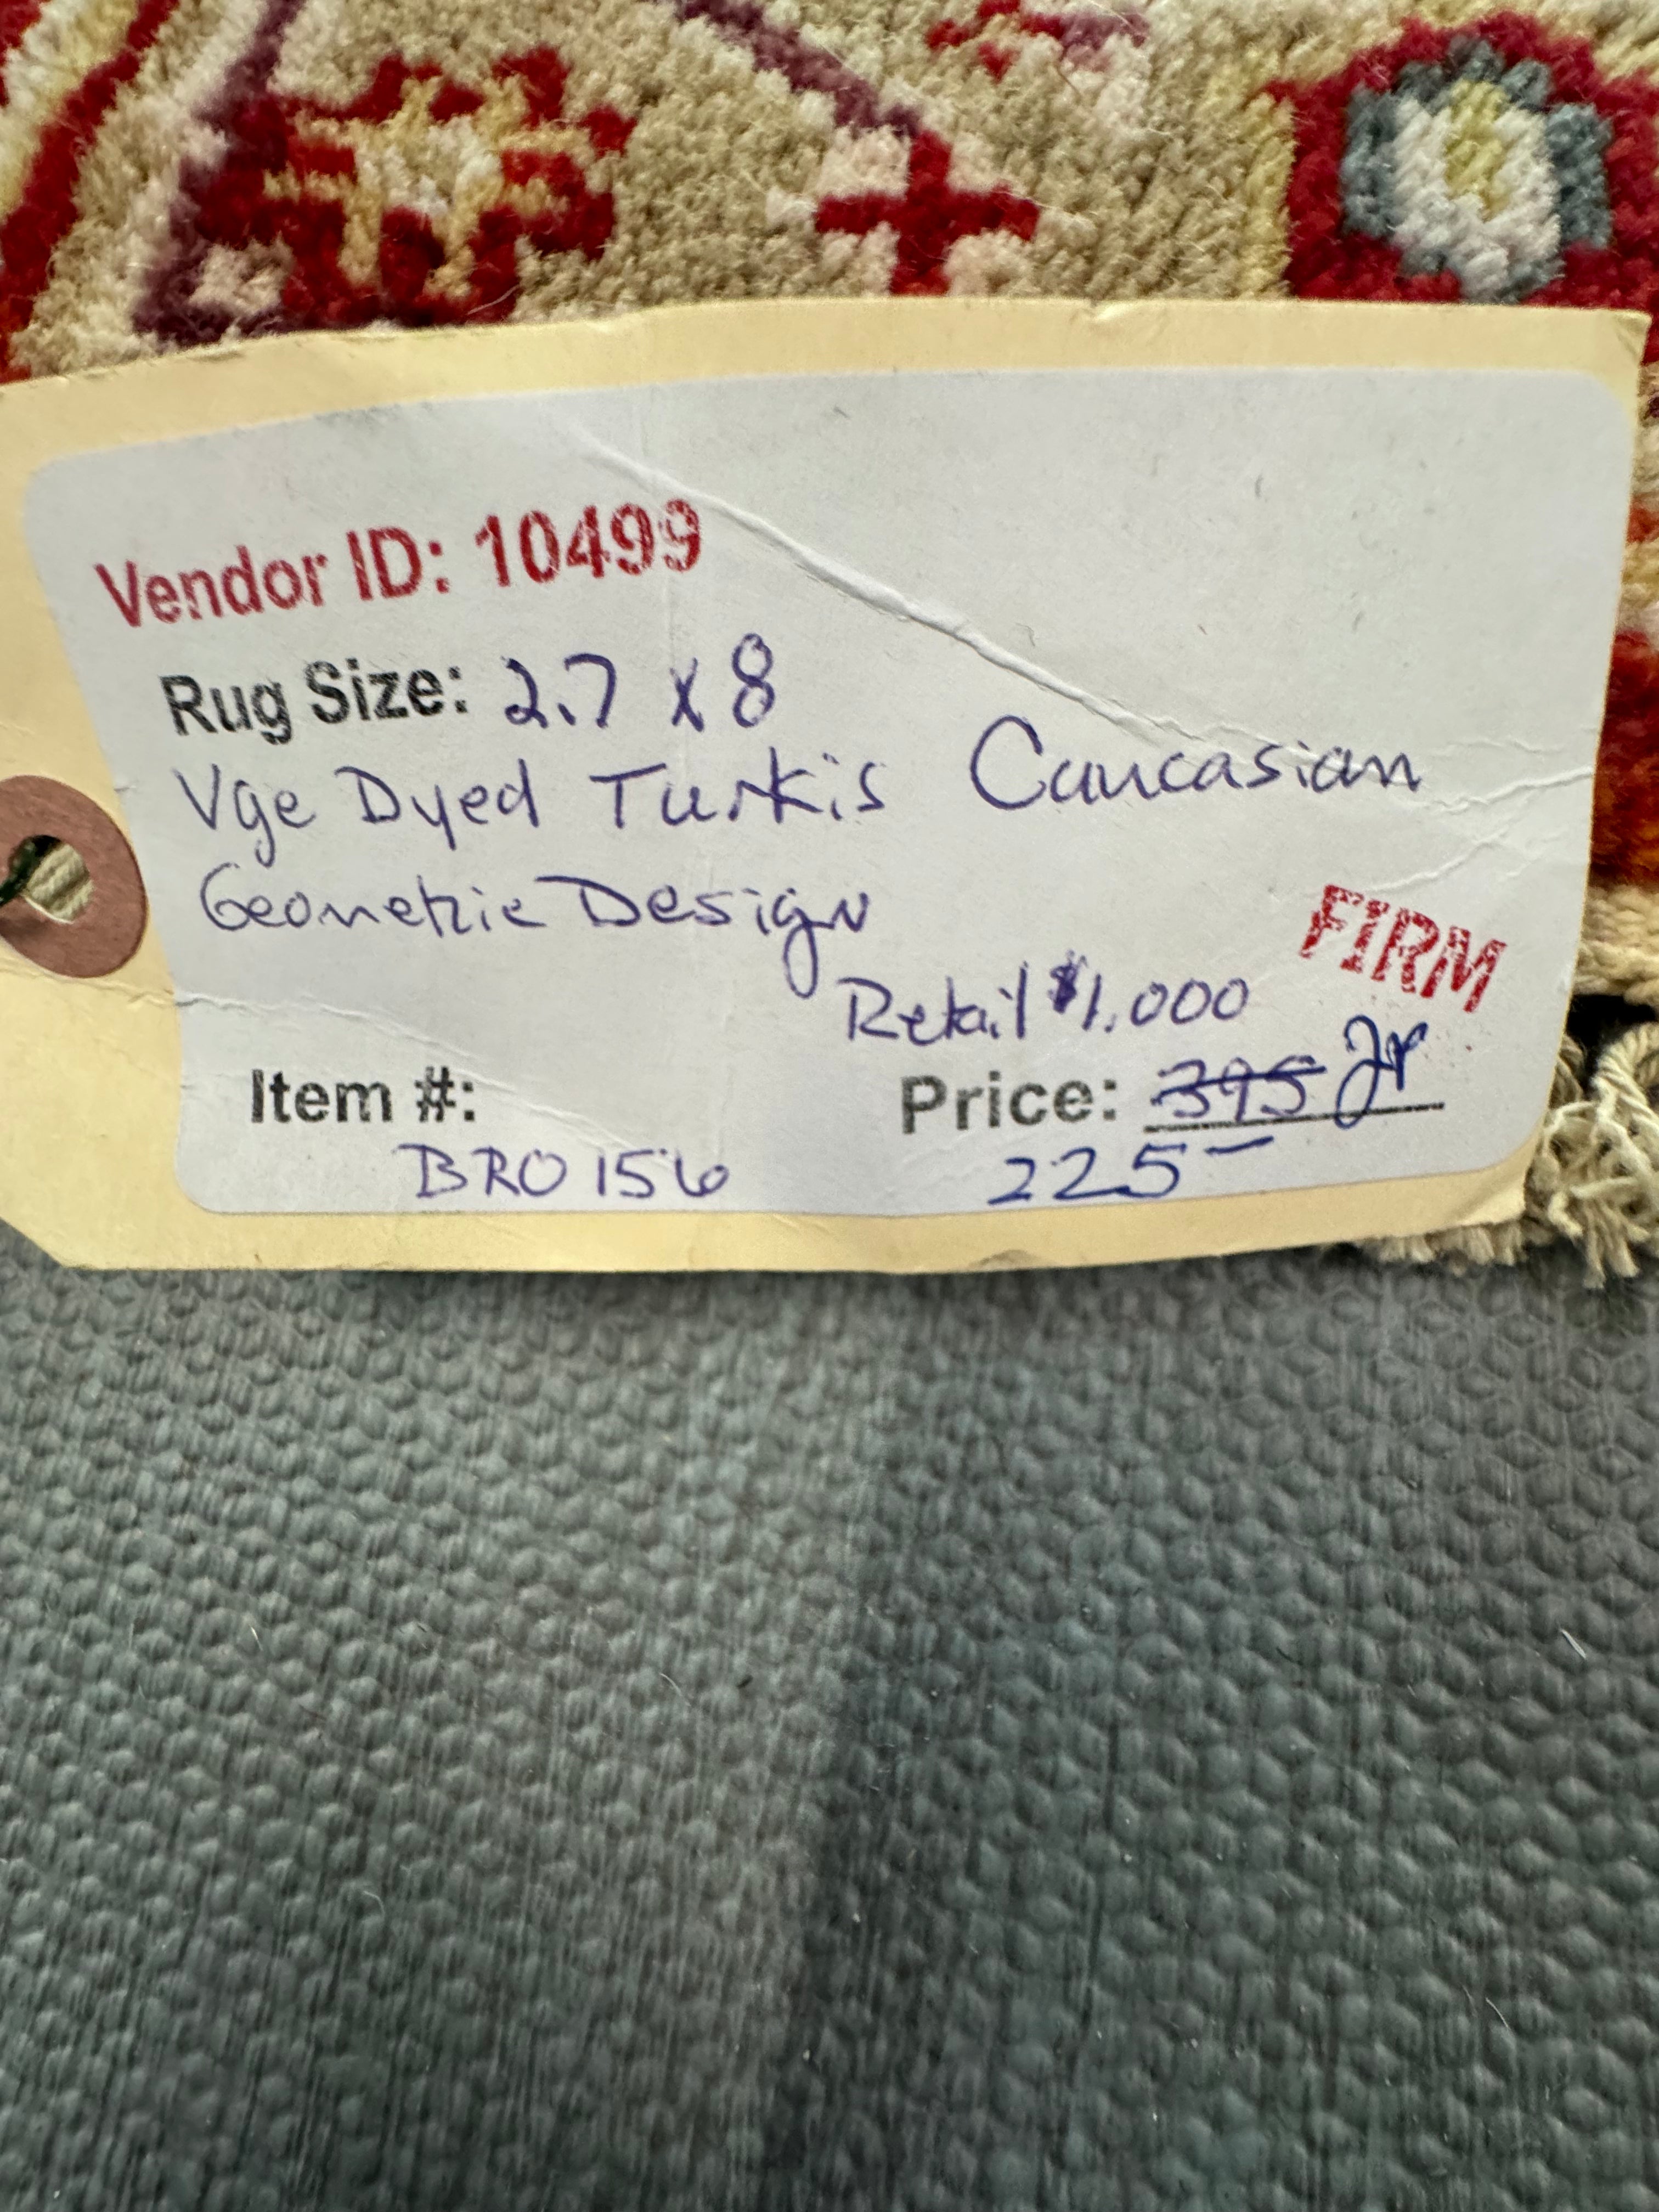 Vendor ID: 10499
Rug Size: 2.7 x 8
Vge Dyed Turkis Caucasian
Geometric Design
FIRM
Retail $1.000
Item #:
Price: 395 Jr
BRO 156
225-